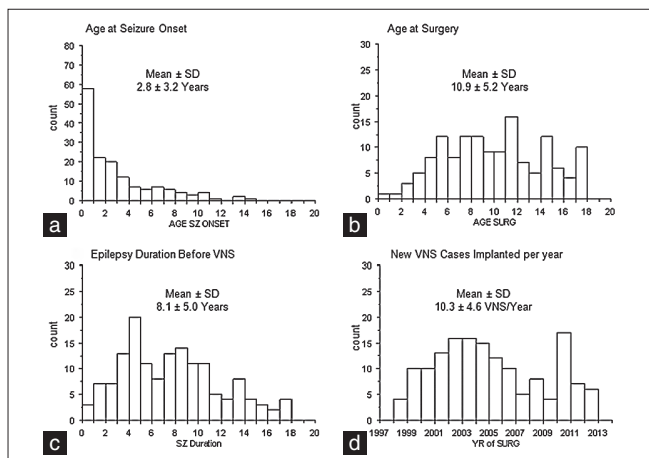 Age at Seizure Onset
80
70
60
50
40
30
20
10
0
count
Mean ± SD
2.8 ± 3.2 Years
0 2 4 6 8 10 12 14 16 18 20
AGE SZ ONSET
a
Age at Surgery
30
25
20
15
10
5
0
count
Mean ± SD
10.9 ± 5.2 Years
0 2 4 6 8 10 12 14 16 18 20
AGE SURG
b
Epilepsy Duration Before VNS
30
25
20
15
10
5
0
count
Mean ± SD
8.1 ± 5.0 Years
0 2 4 6 8 10 12 14 16 18 20
SZ Duration
c
New VNS Cases Implanted per year
30
25
20
15
10
5
0
count
Mean ± SD
10.3 ± 4.6 VNS/Year
1997 1999 2001 2003 2005 2007 2009 2011 2013
YR of SURG
d